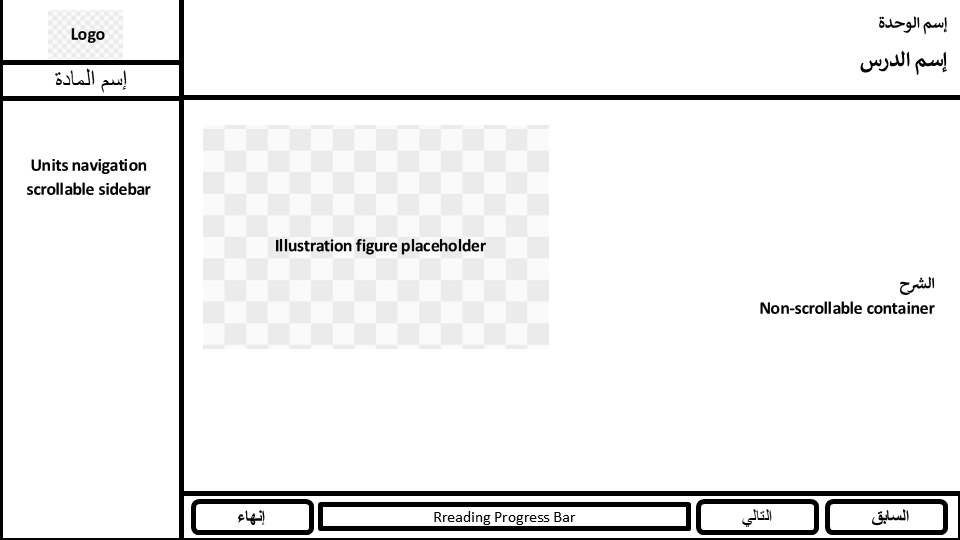 Logo
إسم المادة
Units navigation
scrollable sidebar
إسم الوحدة
إسم الدرس
Illustration figure placeholder
الشرح
Non-scrollable container
السابق
التالي
Rreading Progress Bar
إنهاء